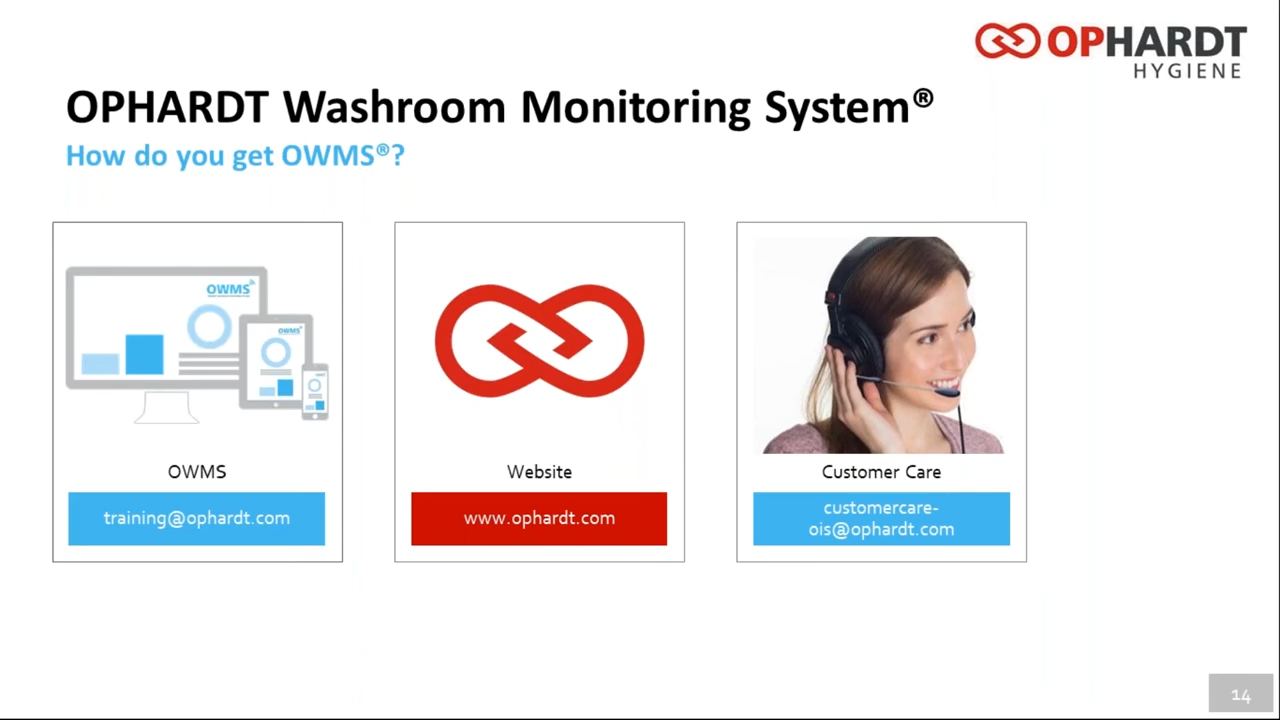 OPHARDT
HYGIENE
OPHARDT Washroom Monitoring System®
How do you get OWMS®?
OWMS
OWMS
OWMS
training@ophardt.com
Website
www.ophardt.com
Customer Care
customercare-
ois@ophardt.com
14